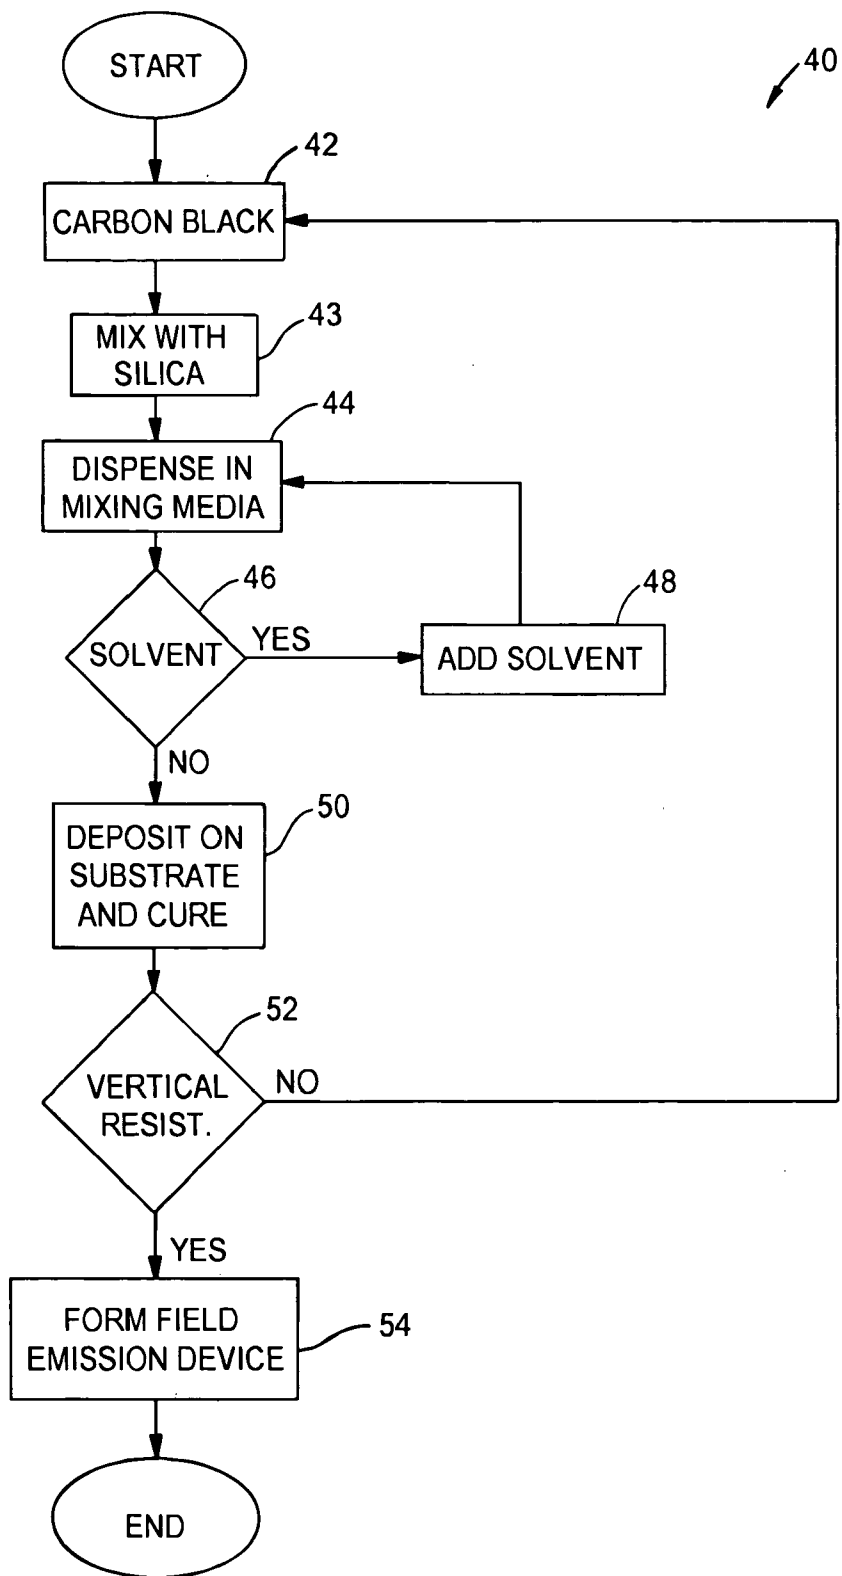 START
40
42
CARBON BLACK
43
MIX WITH
SILICA
44
DISPENSE IN
MIXING MEDIA
46
SOLVENT
YES
48
ADD SOLVENT
NO
50
DEPOSIT ON
SUBSTRATE
AND CURE
52
VERTICAL
RESIST.
NO
YES
FORM FIELD
EMISSION DEVICE
54
END